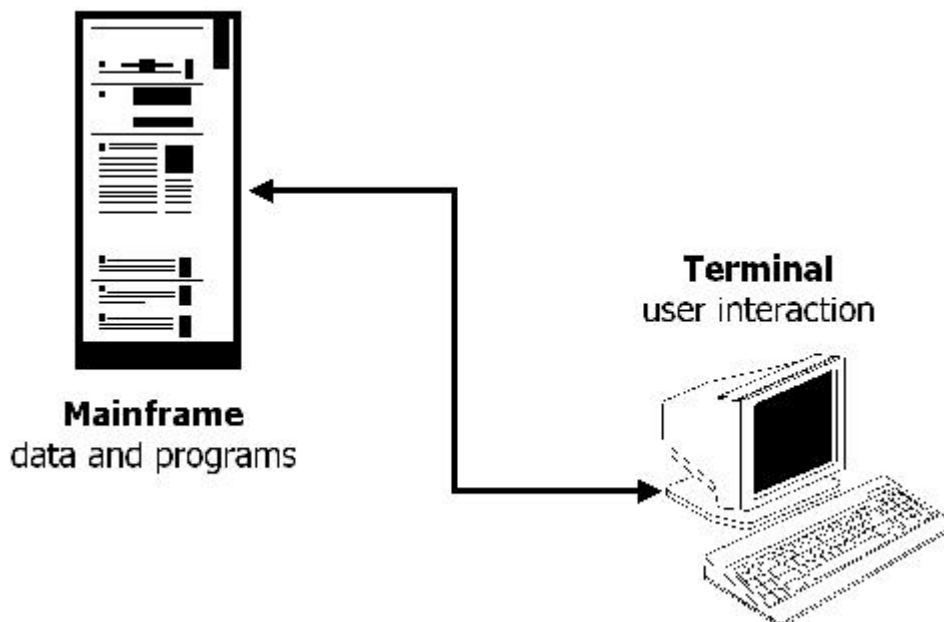 Terminal
user interaction
Mainframe
data and programs